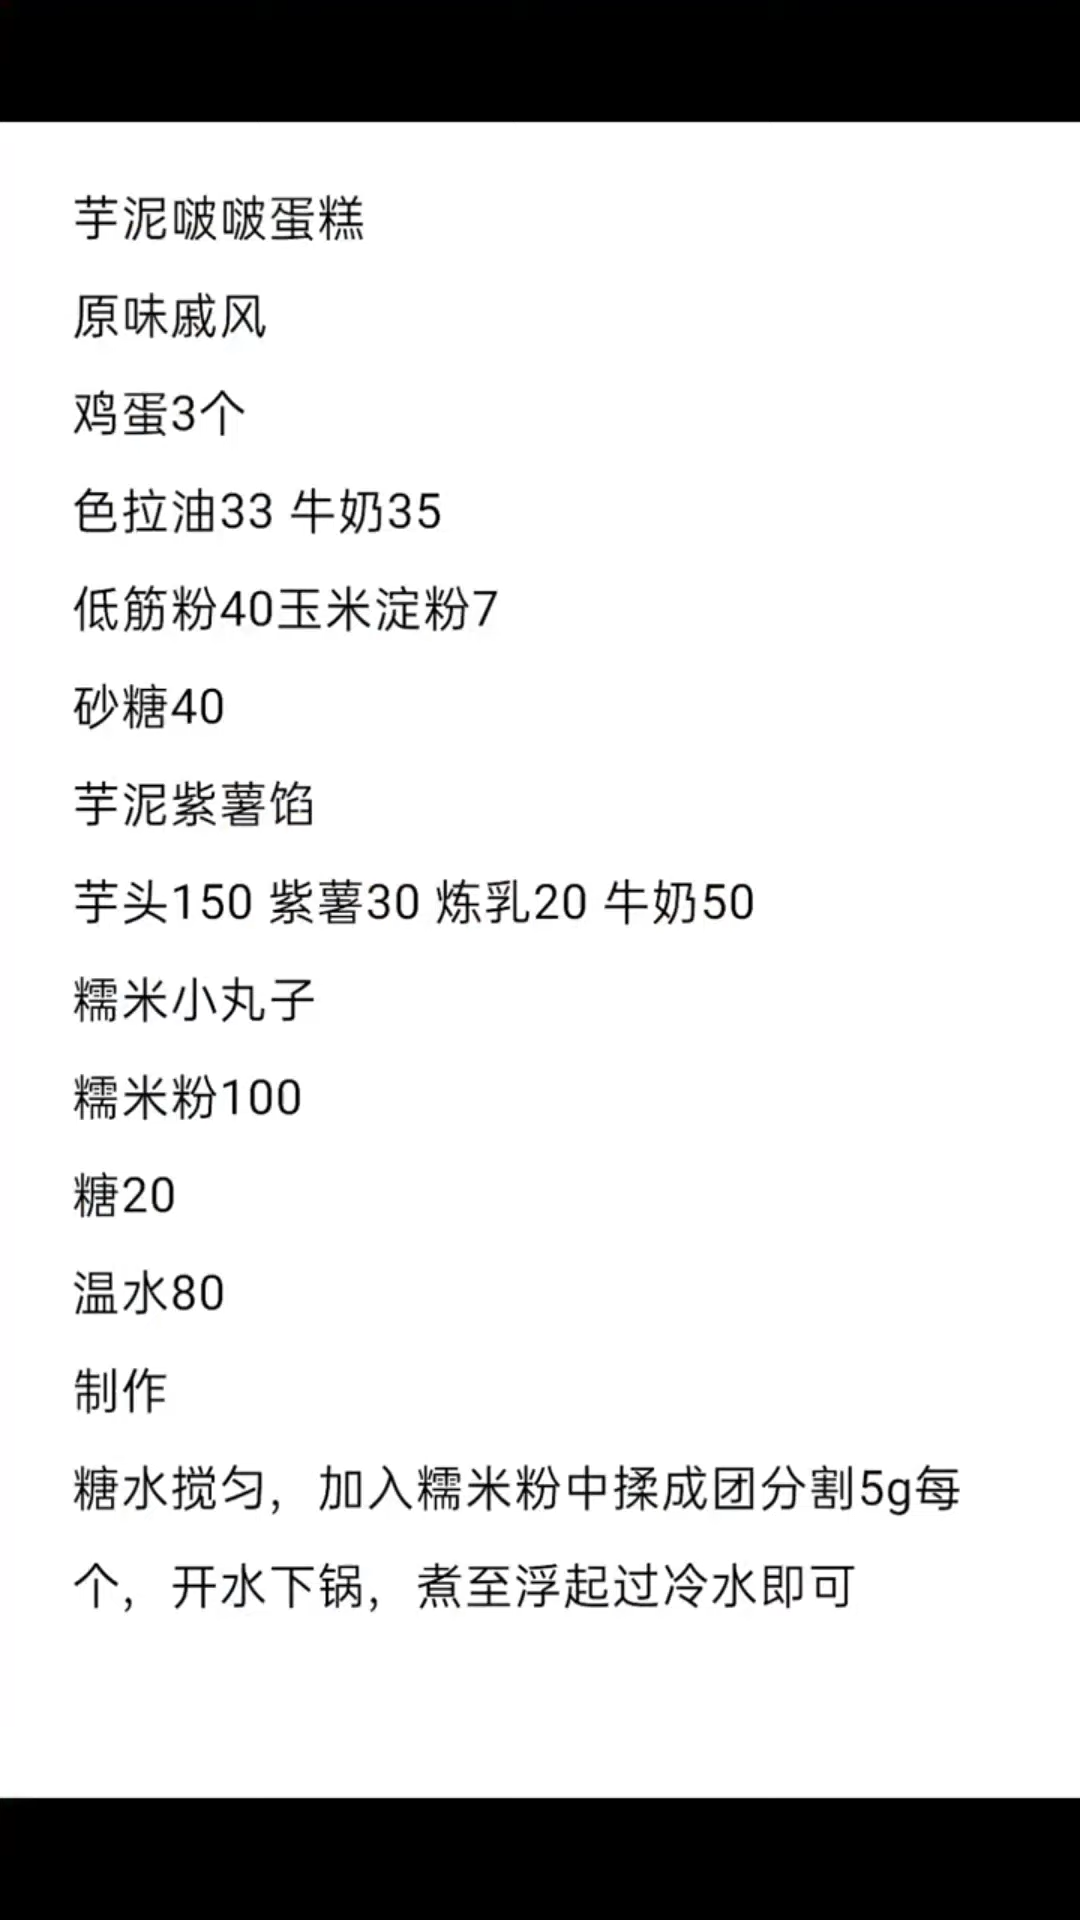 芋泥啵啵蛋糕
原味戚风
鸡蛋3个
色拉油33 牛奶35
低筋粉40玉米淀粉7
砂糖40
芋泥紫薯馅
芋头150 紫薯30 炼乳20 牛奶50
糯米小丸子
糯米粉100
糖20
温水80
制作
糖水搅匀，加入糯米粉中揉成团分割5g每
个，开水下锅，煮至浮起过冷水即可